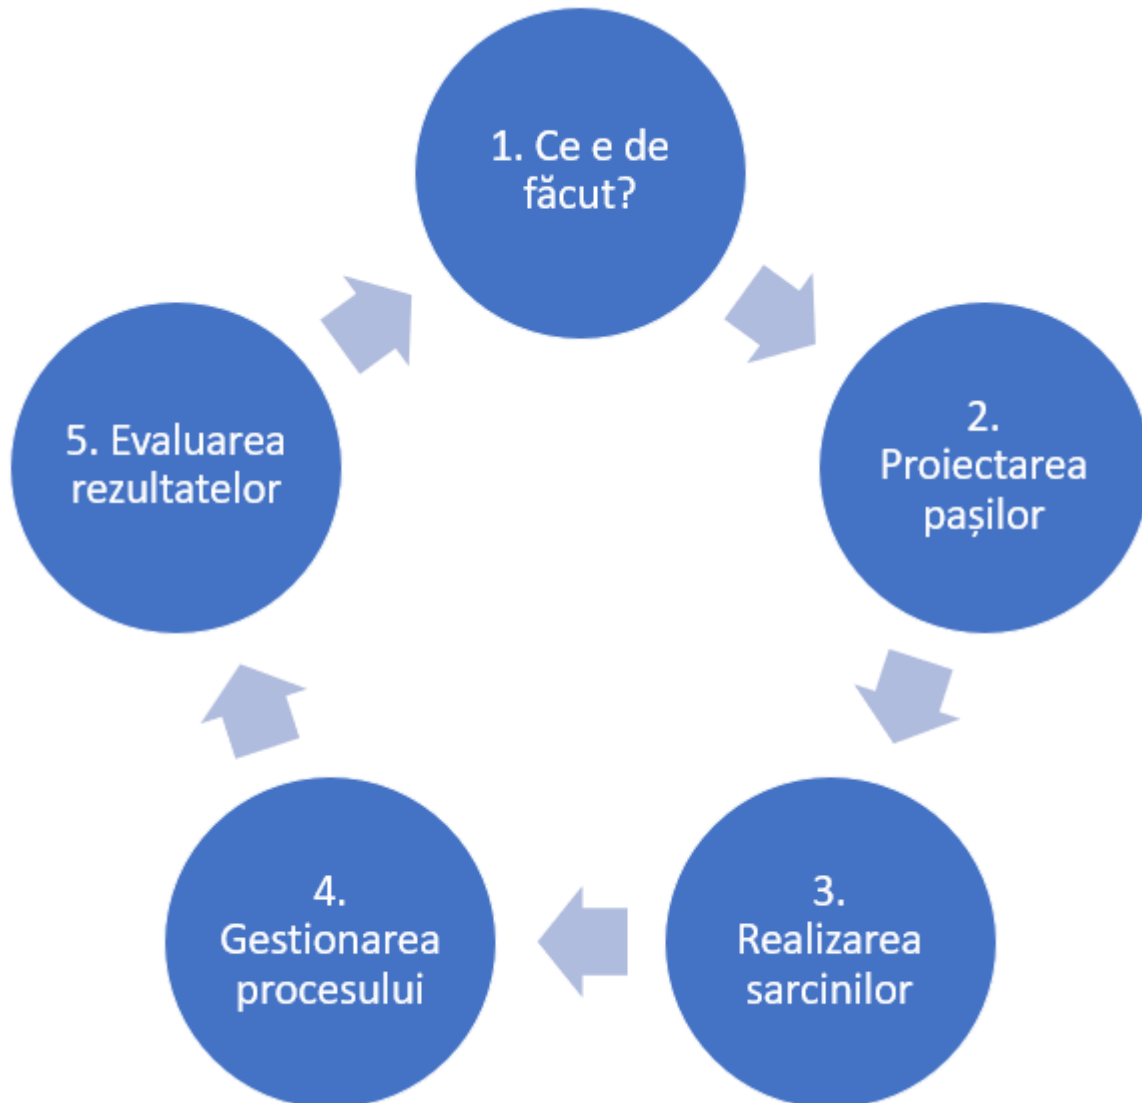 1. Ce e de
făcut?
2.
Proiectarea
pașilor
3.
Realizarea
sarcinilor
4.
Gestionarea
procesului
5. Evaluarea
rezultatelor